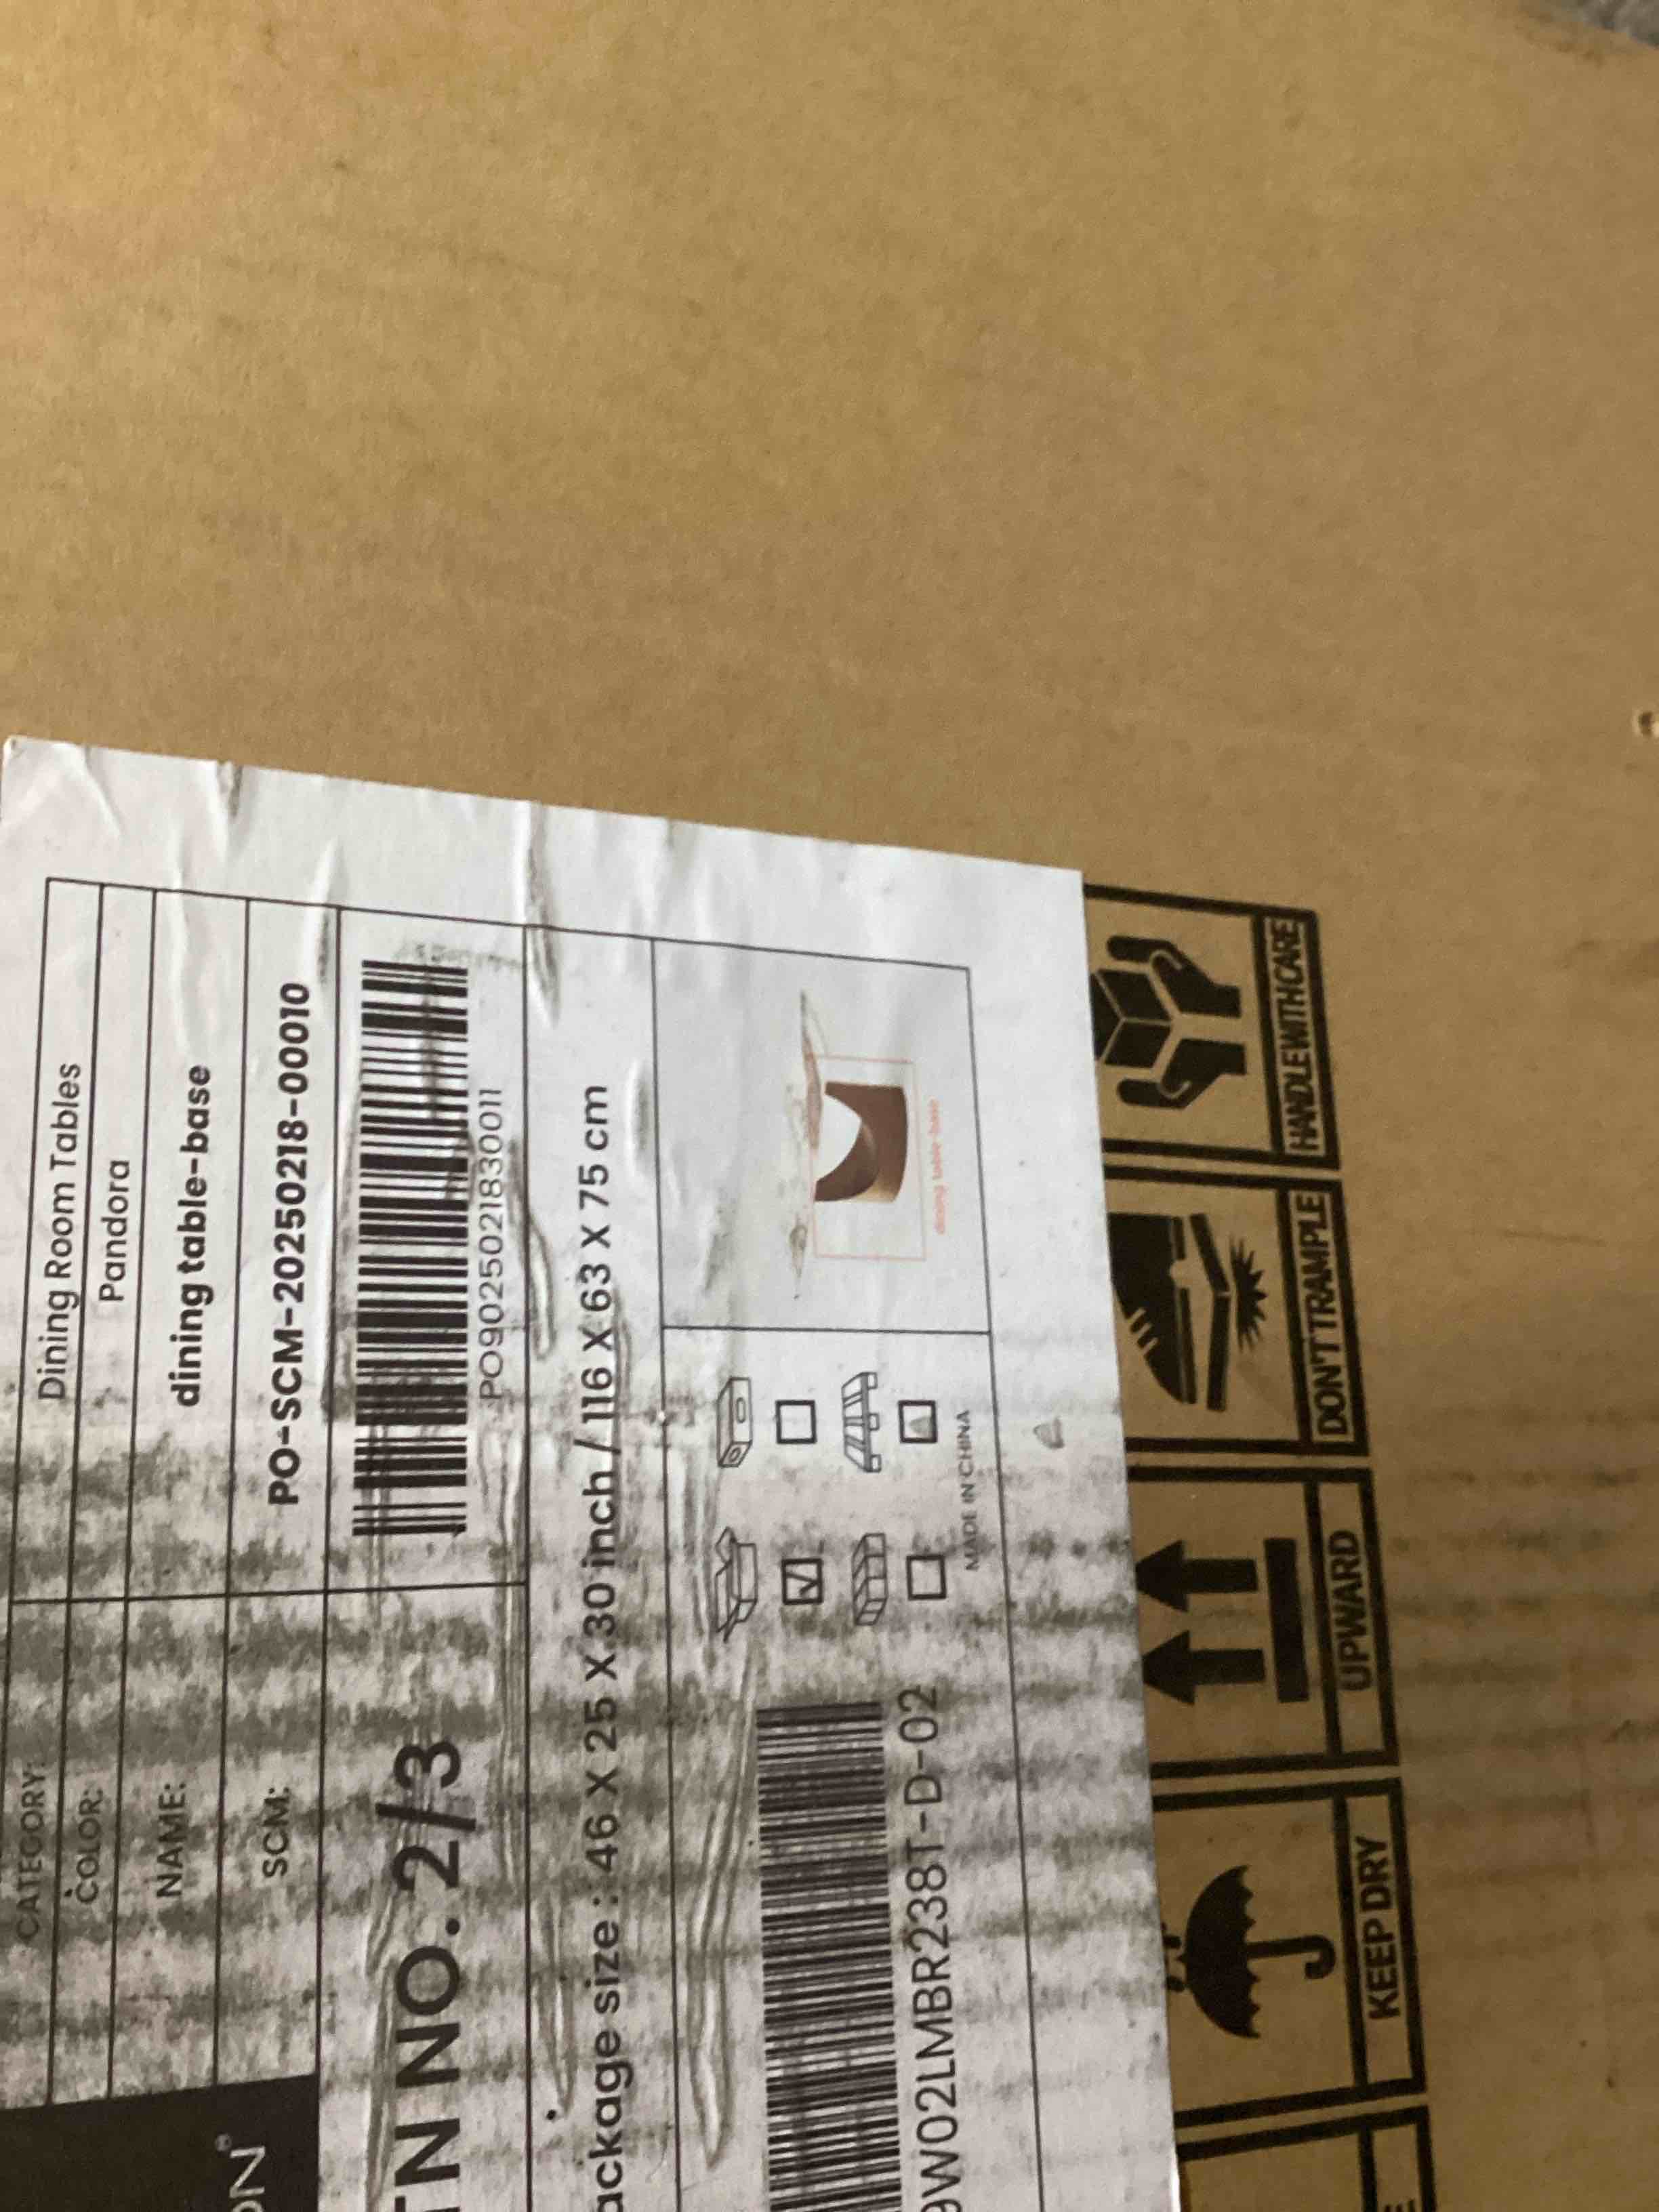 CATEGORY: Dining Room Tables
COLOR: Pandora
NAME: dining table-base
SCM: PO-SCM-20250218-00010
NO. 2/3
PO9025021830011
ackage size : 46 X 25 X 30 inch / 116 X 63 X 75 cm
dining table-base
9W02LMBR238T-D-02
MADE IN CHINA
KEEP DRY
UPWARD
DON'T TRAMPLE
HANDLE WITH CARE